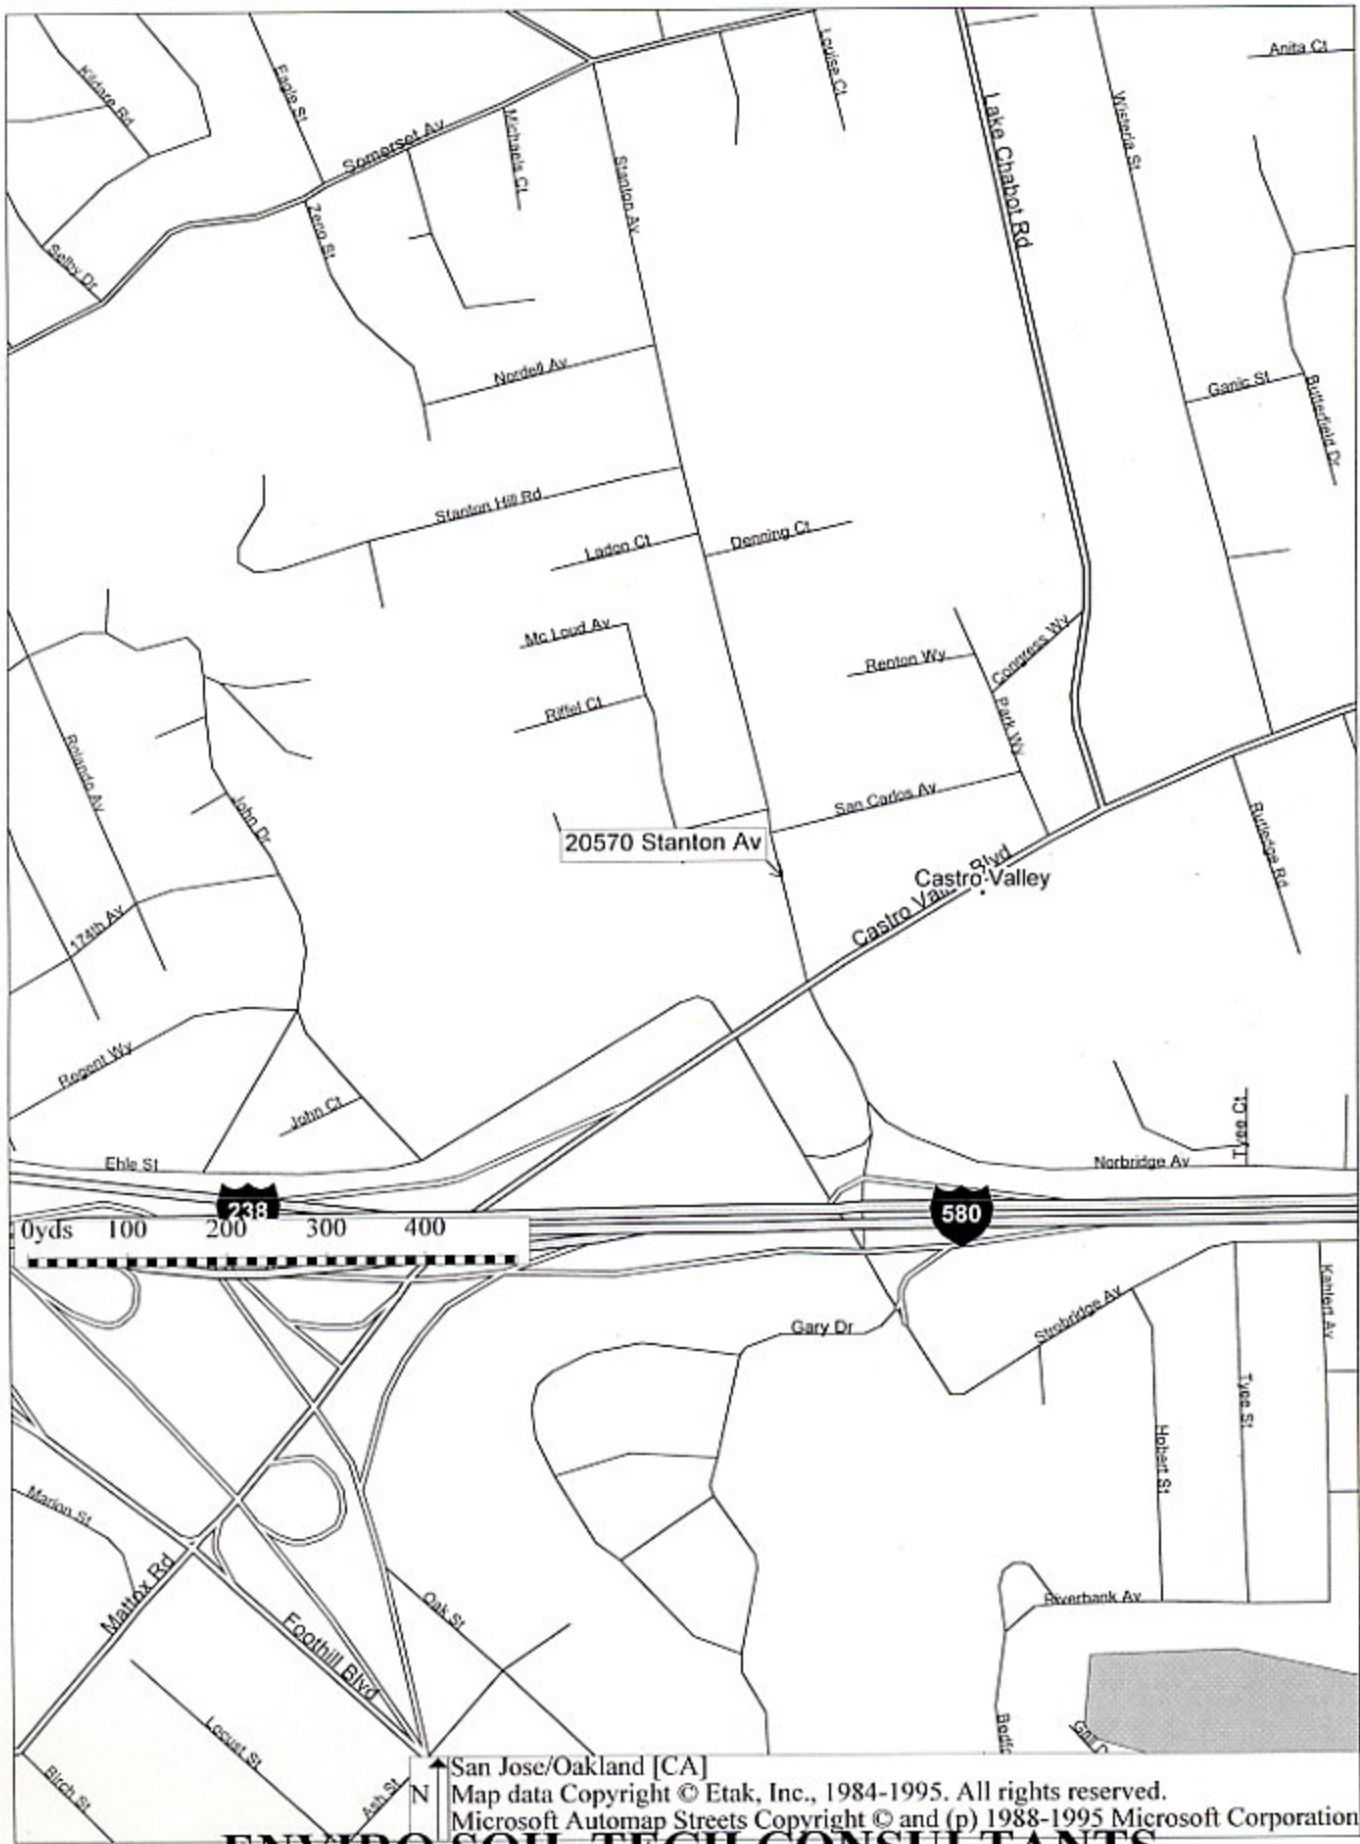 Anita Ct
Louise Ct
Kildare Rd
Eagle St
Lake Chabot Rd
Wisteria St
Michaels Ct
Somerset Av
Stanton Av
Zeno St
Selby Dr
Nordell Av
Ganic St
Butterfield Dr
Stanton Hill Rd
Ladon Ct
Denning Ct
Mc Loud Av
Congress Wy
Renton Wy
Riffel Ct
Park Wy
Rolando Av
John Dr
San Carlos Av
Rutledge Rd
20570 Stanton Av
Castro Valley Blvd
Castro Valley
174th Av
Regent Wy
John Ct
Tyee Ct
Ehle St
Norbridge Av
238
580
0yds 100 200 300 400
Kahlert Av
Strobridge Av
Gary Dr
Tyee St
Hobert St
Marion St
Mattox Rd
Oak St
Riverbank Av
Foothill Blvd
Locust St
Birch St
Ash St
N
San Jose/Oakland [CA]
Map data Copyright © Etak, Inc., 1984-1995. All rights reserved.
Microsoft Automap Streets Copyright © and (p) 1988-1995 Microsoft Corporation
ENVIRO SOIL TECH CONSULTANTS